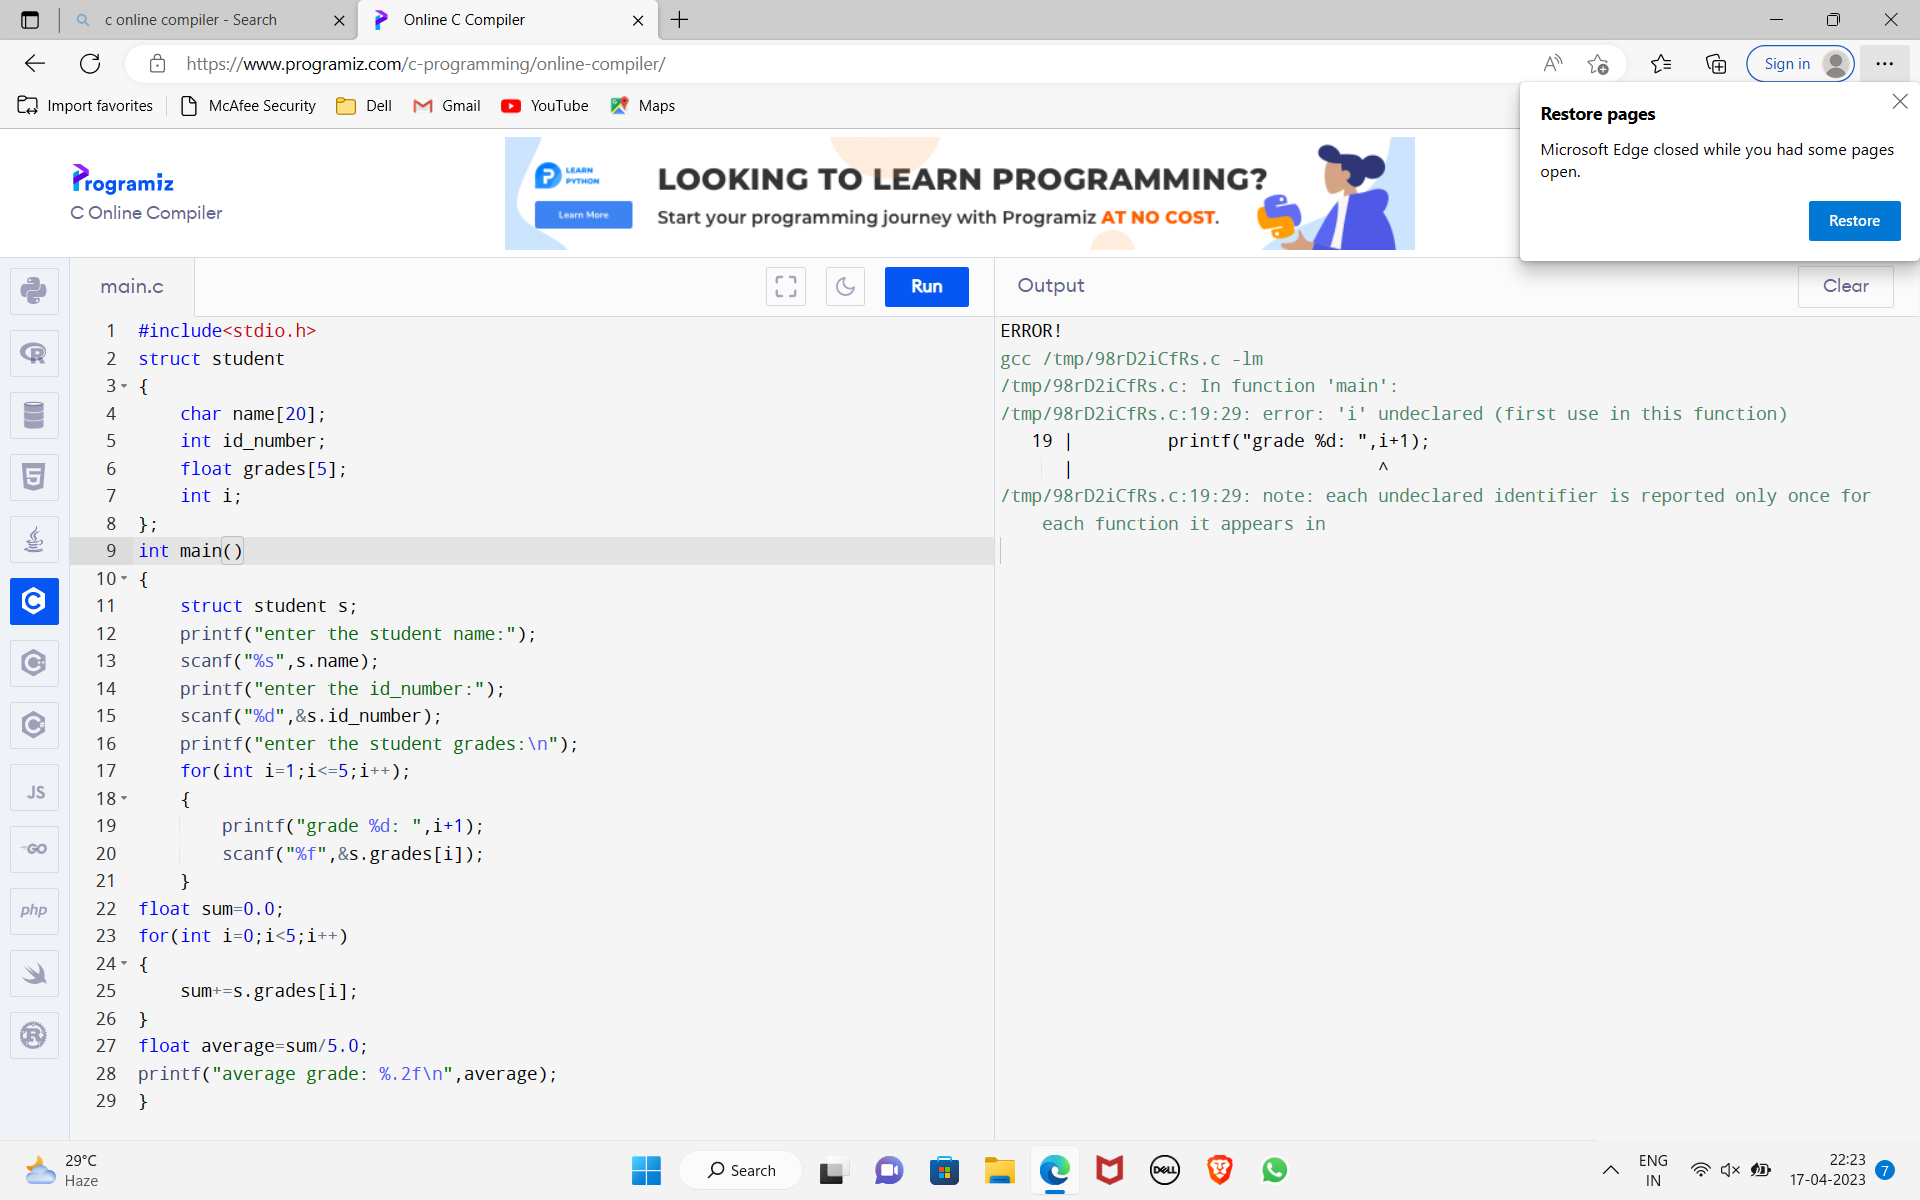 c online compiler - Search
Online C Compiler
https://www.programiz.com/c-programming/online-compiler/
Sign in
Import favorites
McAfee Security
Dell
Gmail
YouTube
Maps
Restore pages
Microsoft Edge closed while you had some pages
open.
Restore
Programiz
C Online Compiler
LEARN
PYTHON
Learn More
LOOKING TO LEARN PROGRAMMING?
Start your programming journey with Programiz AT NO COST.
main.c
Run
Output
Clear
1 #include<stdio.h>
2 struct student
3 {
4 char name[20];
5 int id_number;
6 float grades[5];
7 int i;
8 };
9 int main()
10 {
11 struct student s;
12 printf("enter the student name:");
13 scanf("%s",s.name);
14 printf("enter the id_number:");
15 scanf("%d",&s.id_number);
16 printf("enter the student grades:\n");
17 for(int i=1;i<=5;i++);
18 {
19 printf("grade %d: ",i+1);
20 scanf("%f",&s.grades[i]);
21 }
22 float sum=0.0;
23 for(int i=0;i<5;i++)
24 {
25 sum+=s.grades[i];
26 }
27 float average=sum/5.0;
28 printf("average grade: %.2f\n",average);
29 }
ERROR!
gcc /tmp/98rD2iCfRs.c -lm
/tmp/98rD2iCfRs.c: In function 'main':
/tmp/98rD2iCfRs.c:19:29: error: 'i' undeclared (first use in this function)
19 | printf("grade %d: ",i+1);
| ^
/tmp/98rD2iCfRs.c:19:29: note: each undeclared identifier is reported only once for
each function it appears in
R
5
C
JS
GO
php
R
29°C
Haze
Search
DELL
ENG
IN
22:23
17-04-2023
7